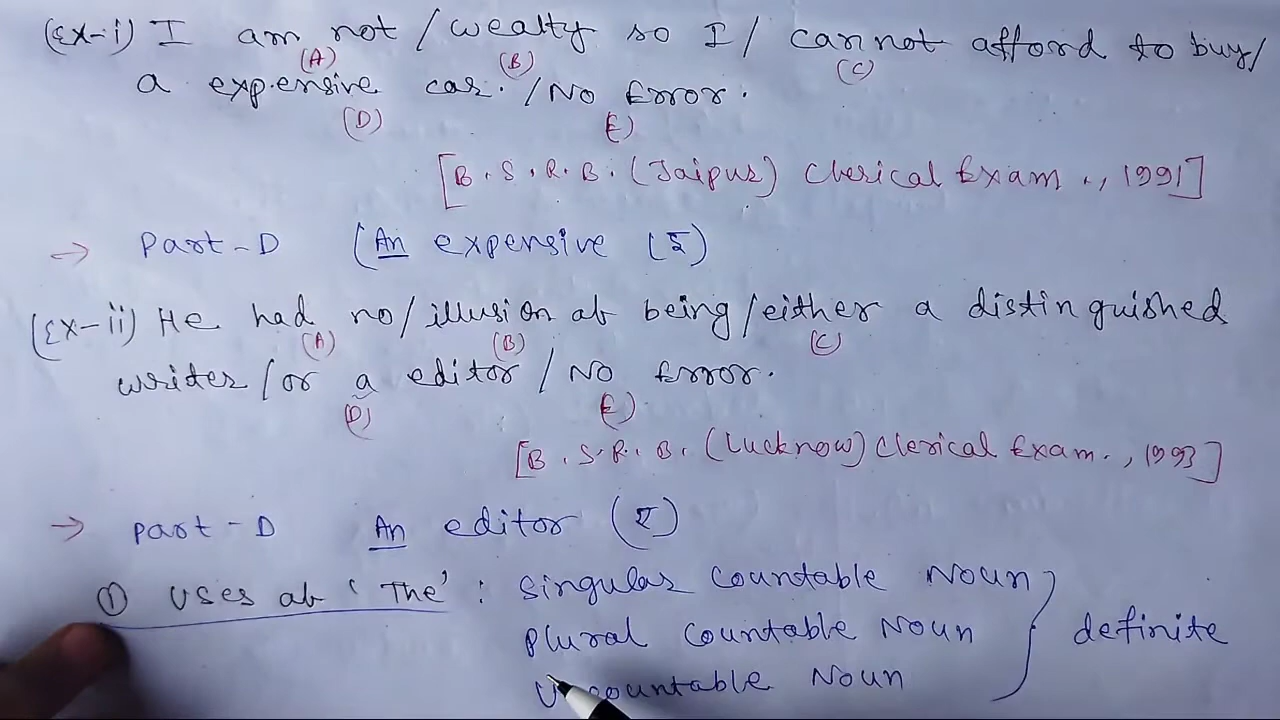 (Ex-i) I am not / wealty so I / cannot afford to buy/
(A) (B) (C)
a expensive car. / No Error.
(D) (E)
[B.S.R.B. (Jaipur) Clerical Exam., 1991]
→ Part-D (An expensive (इ)
(Ex-ii) He had no/illusion of being/either a distinguished
(A) (B) (C)
writer/or a editor / No Error.
(D) (E)
[B.S.R.B. (Lucknow) Clerical Exam., 1993]
→ Part-D An editor (ए)
① Uses of 'The' : Singular Countable Noun
Plural Countable Noun } definite
Uncountable Noun